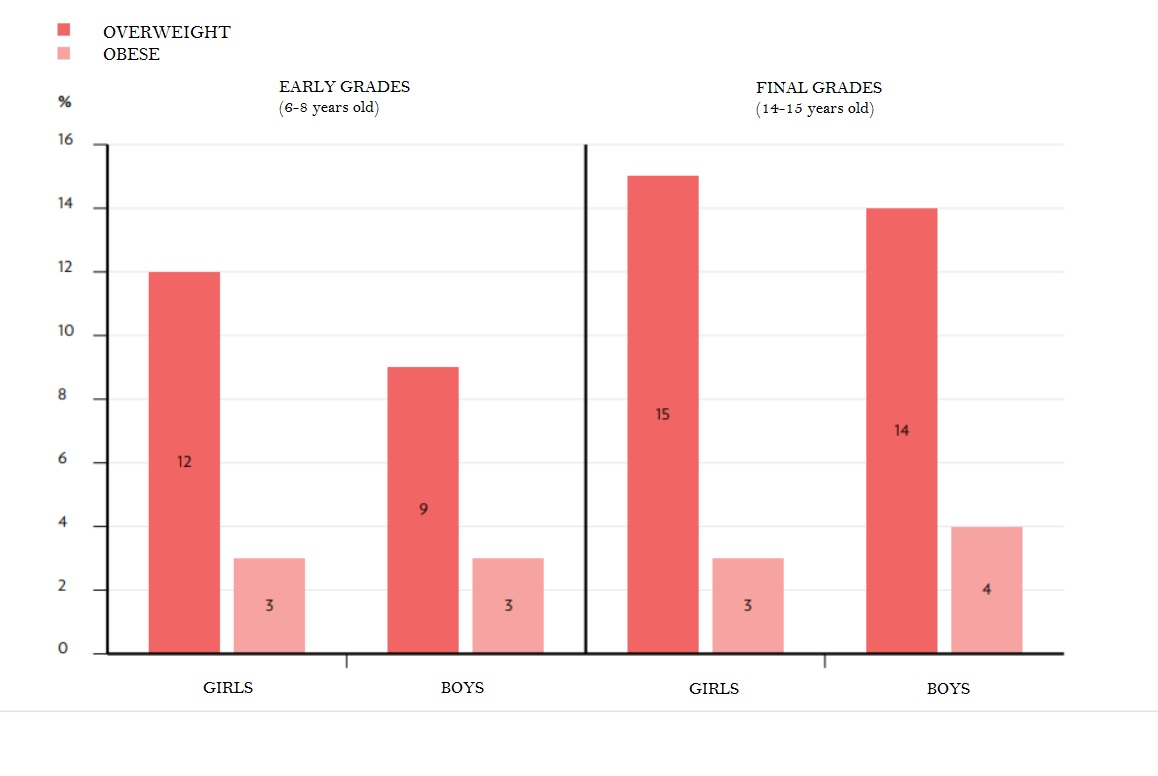 OVERWEIGHT
OBESE
EARLY GRADES
(6-8 years old)
FINAL GRADES
(14-15 years old)
%
16
14
12
10
8
6
4
2
0
12
3
9
3
15
3
14
4
GIRLS
BOYS
GIRLS
BOYS